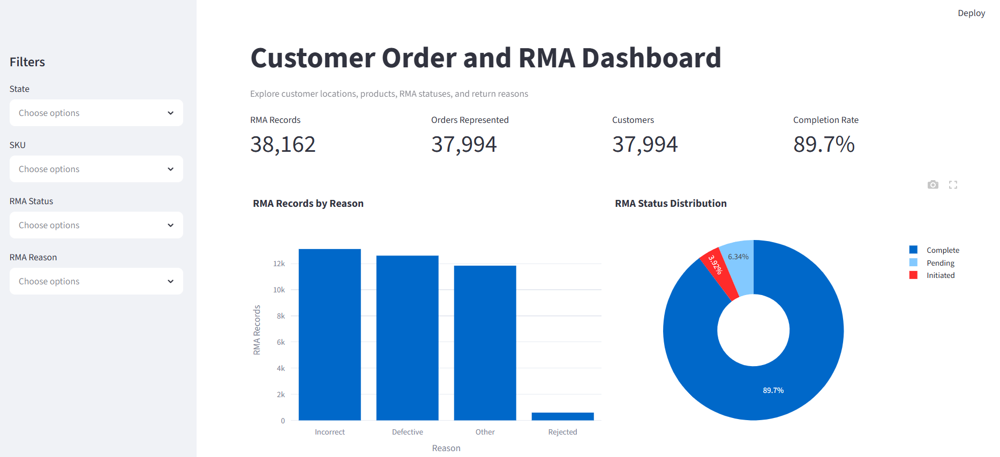 Deploy
Filters
State
Choose options
SKU
Choose options
RMA Status
Choose options
RMA Reason
Choose options
Customer Order and RMA Dashboard
Explore customer locations, products, RMA statuses, and return reasons
RMA Records
38,162
Orders Represented
37,994
Customers
37,994
Completion Rate
89.7%
RMA Records by Reason
RMA Records
12k
10k
8k
6k
4k
2k
0
Incorrect
Defective
Other
Rejected
Reason
RMA Status Distribution
3.92%
6.34%
89.7%
Complete
Pending
Initiated